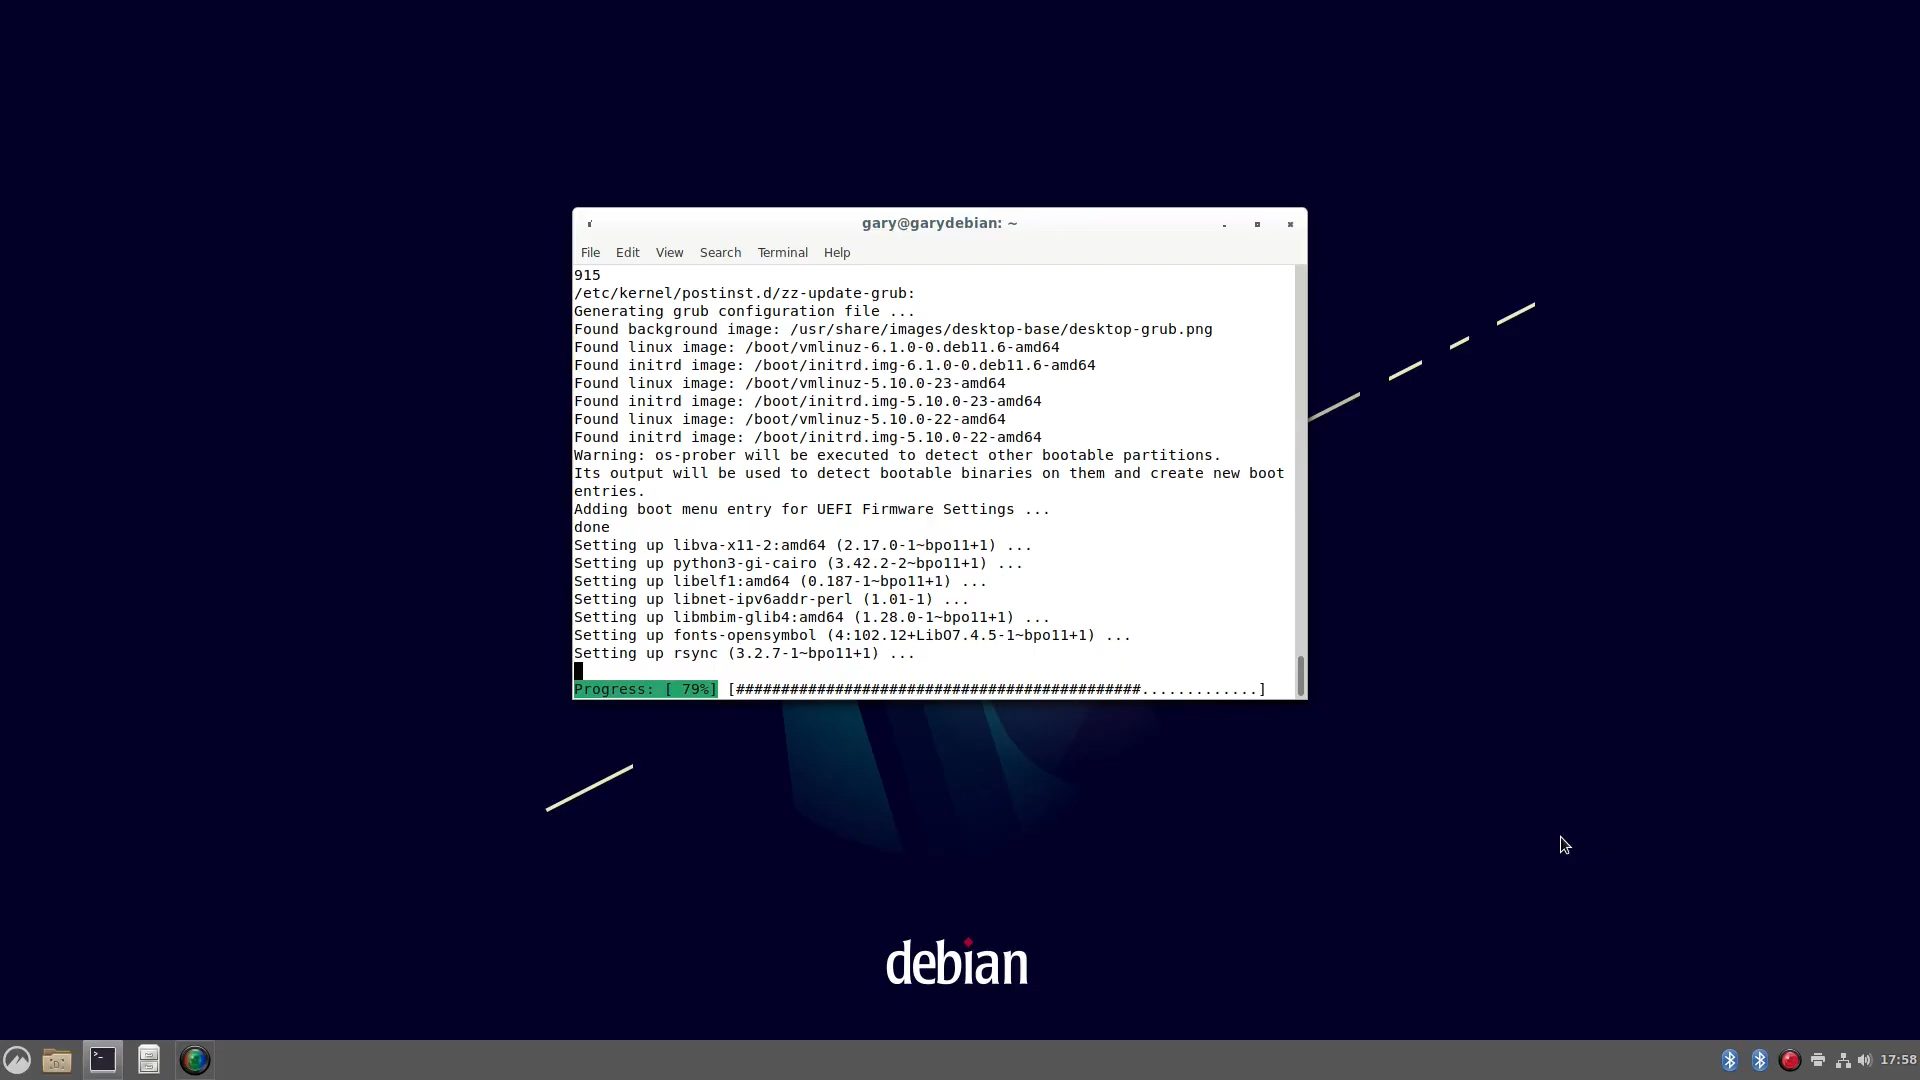 gary@garydebian: ~
File Edit View Search Terminal Help
915
/etc/kernel/postinst.d/zz-update-grub:
Generating grub configuration file ...
Found background image: /usr/share/images/desktop-base/desktop-grub.png
Found linux image: /boot/vmlinuz-6.1.0-0.deb11.6-amd64
Found initrd image: /boot/initrd.img-6.1.0-0.deb11.6-amd64
Found linux image: /boot/vmlinuz-5.10.0-23-amd64
Found initrd image: /boot/initrd.img-5.10.0-23-amd64
Found linux image: /boot/vmlinuz-5.10.0-22-amd64
Found initrd image: /boot/initrd.img-5.10.0-22-amd64
Warning: os-prober will be executed to detect other bootable partitions.
Its output will be used to detect bootable binaries on them and create new boot
entries.
Adding boot menu entry for UEFI Firmware Settings ...
done
Setting up libva-x11-2:amd64 (2.17.0-1~bpo11+1) ...
Setting up python3-gi-cairo (3.42.2-2~bpo11+1) ...
Setting up libelf1:amd64 (0.187-1~bpo11+1) ...
Setting up libnet-ipv6addr-perl (1.01-1) ...
Setting up libmbim-glib4:amd64 (1.28.0-1~bpo11+1) ...
Setting up fonts-opensymbol (4:102.12+LibO7.4.5-1~bpo11+1) ...
Setting up rsync (3.2.7-1~bpo11+1) ...
Progress: [ 79%] [#############################################.............]
debian
17:58